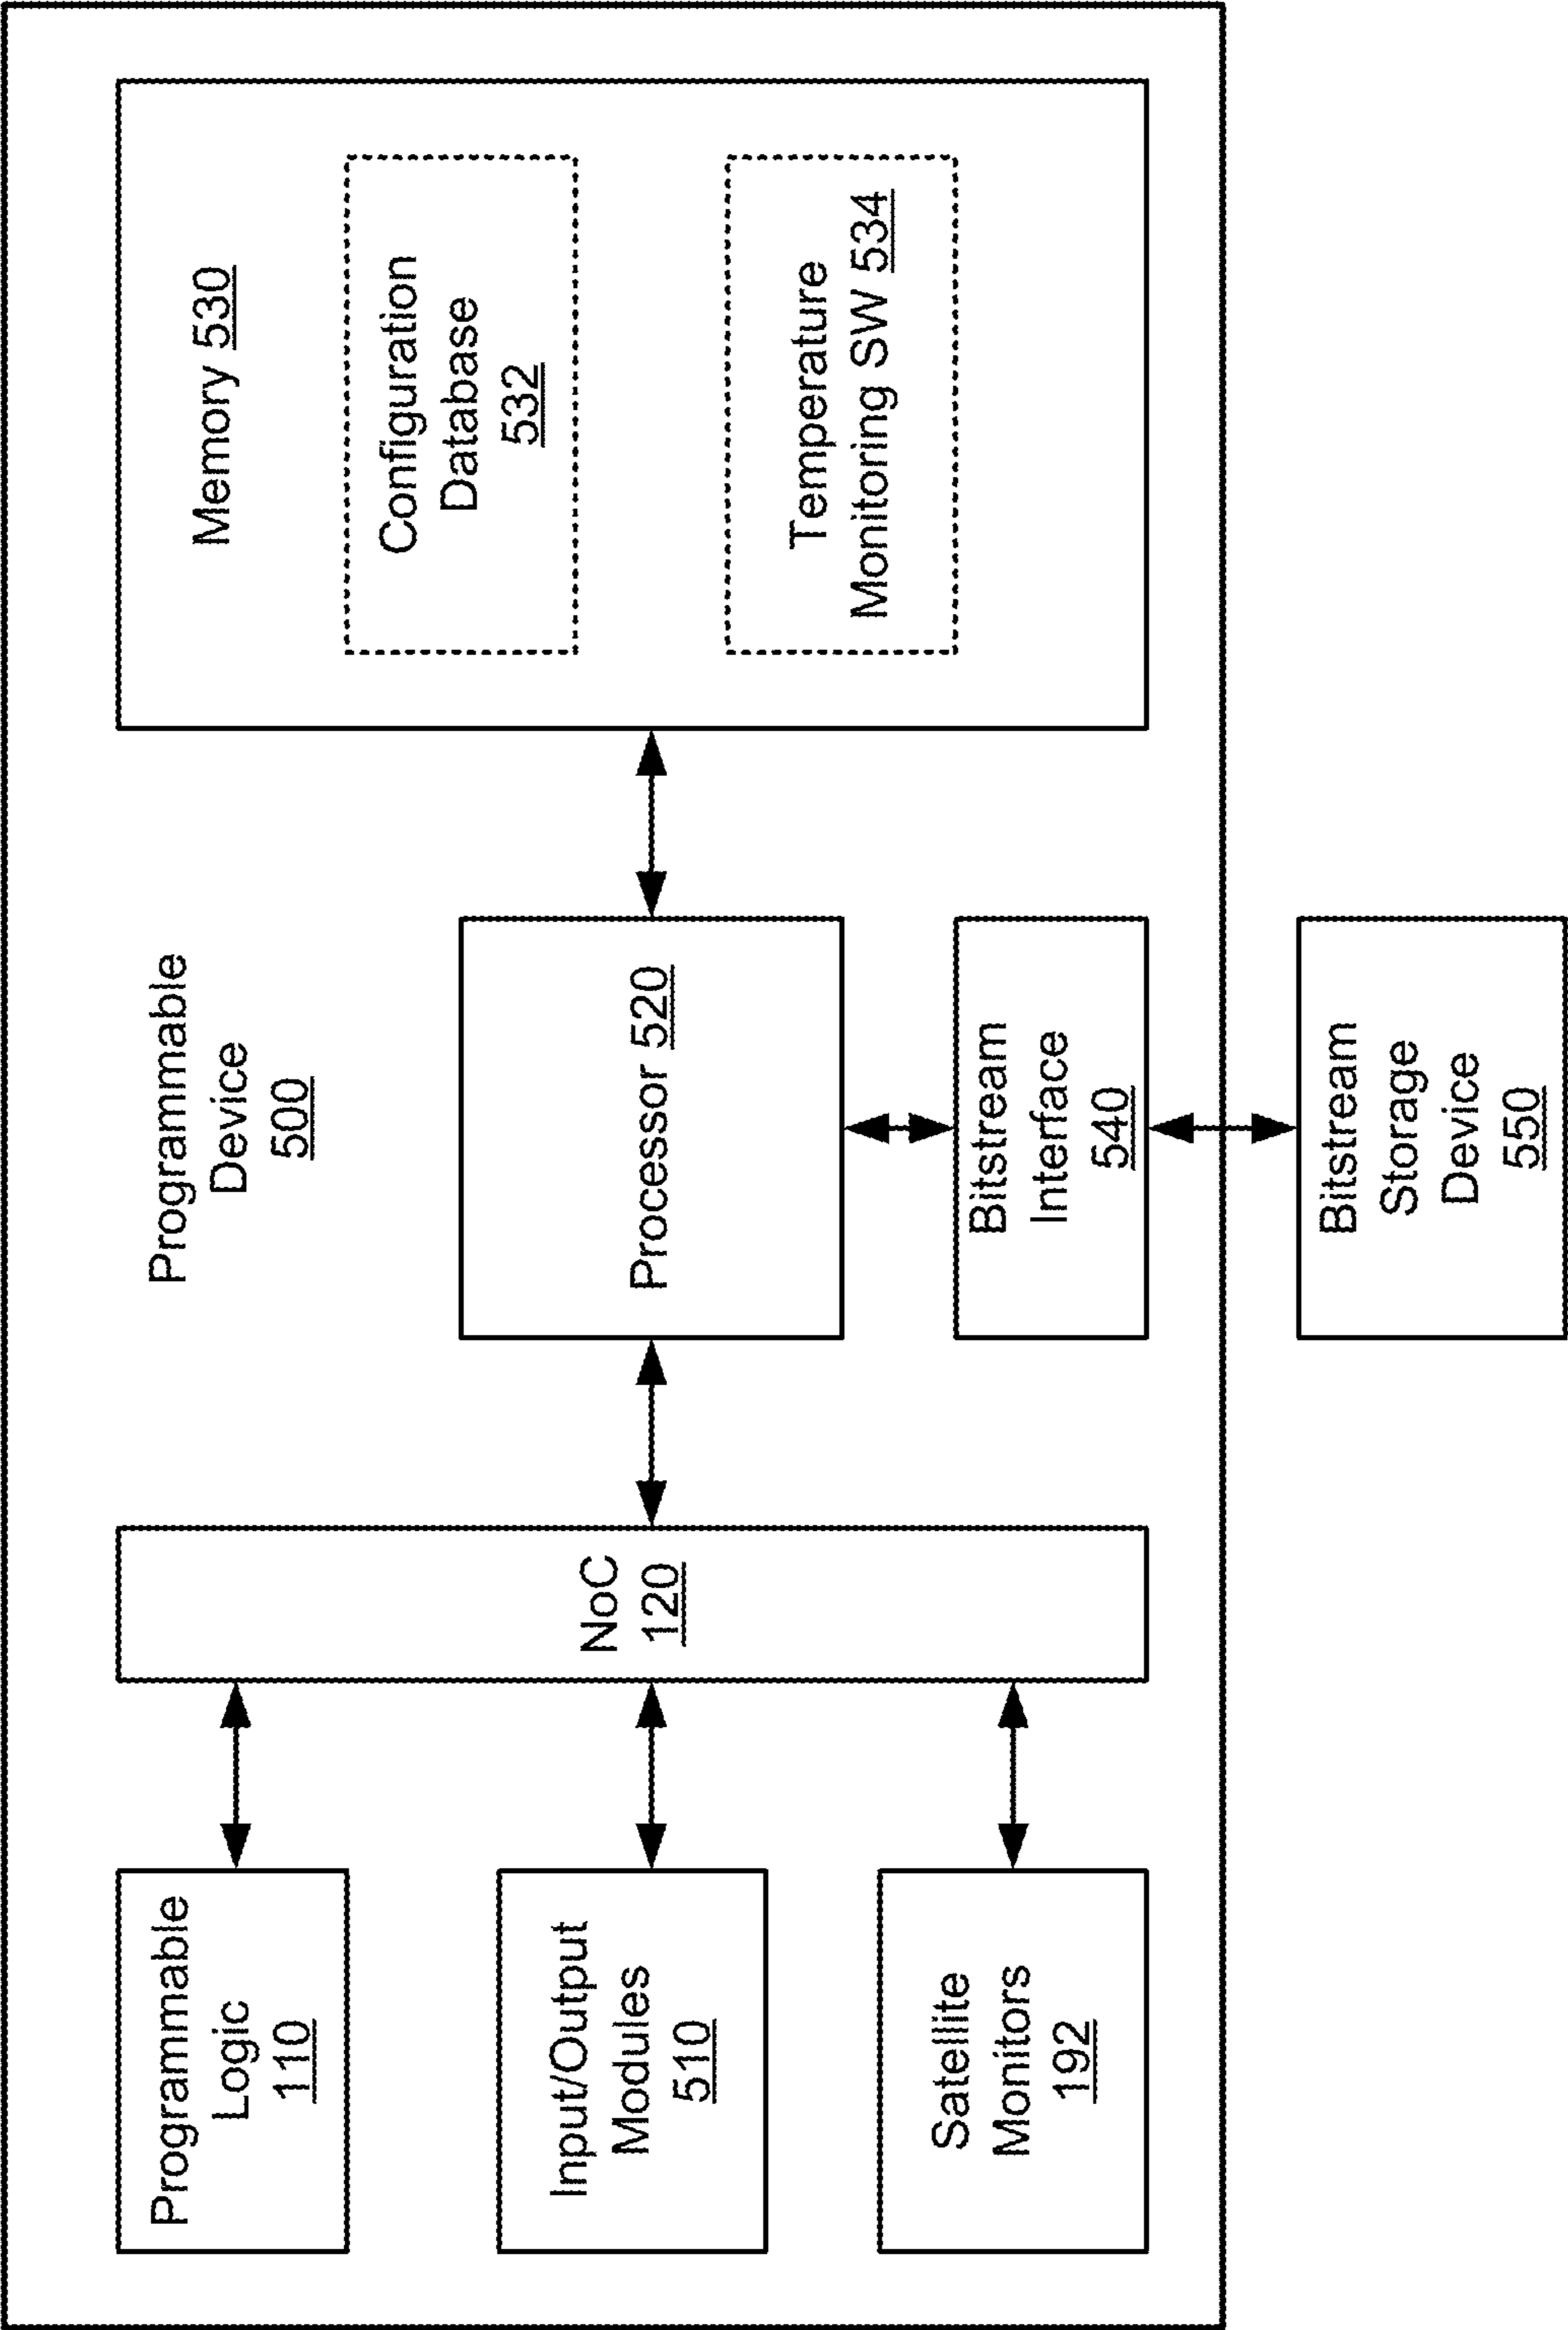 Programmable
Device
500
Programmable
Logic
110
Input/Output
Modules
510
Satellite
Monitors
192
NoC
120
Processor 520
Bitstream
Interface
540
Bitstream
Storage
Device
550
Memory 530
Configuration
Database
532
Temperature
Monitoring SW 534